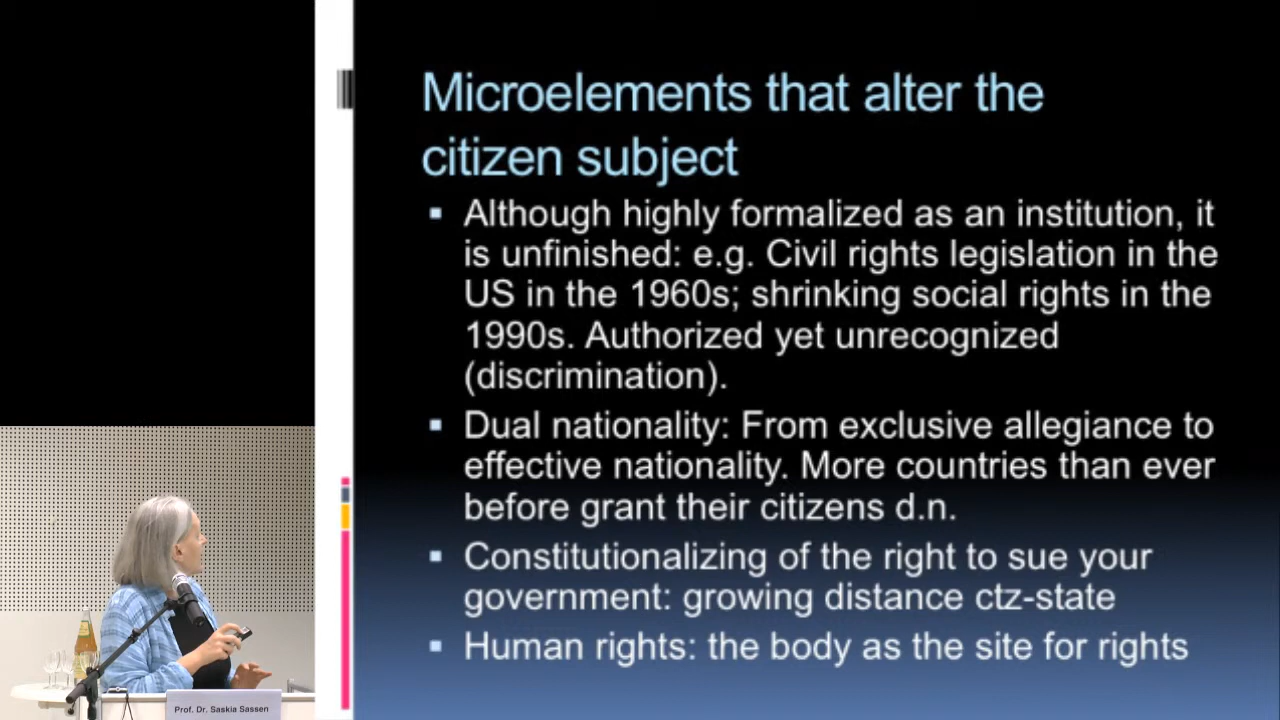 Microelements that alter the
citizen subject
Although highly formalized as an institution, it
is unfinished: e.g. Civil rights legislation in the
US in the 1960s; shrinking social rights in the
1990s. Authorized yet unrecognized
(discrimination).
Dual nationality: From exclusive allegiance to
effective nationality. More countries than ever
before grant their citizens d.n.
Constitutionalizing of the right to sue your
government: growing distance ctz-state
Human rights: the body as the site for rights
Prof. Dr. Saskia Sassen